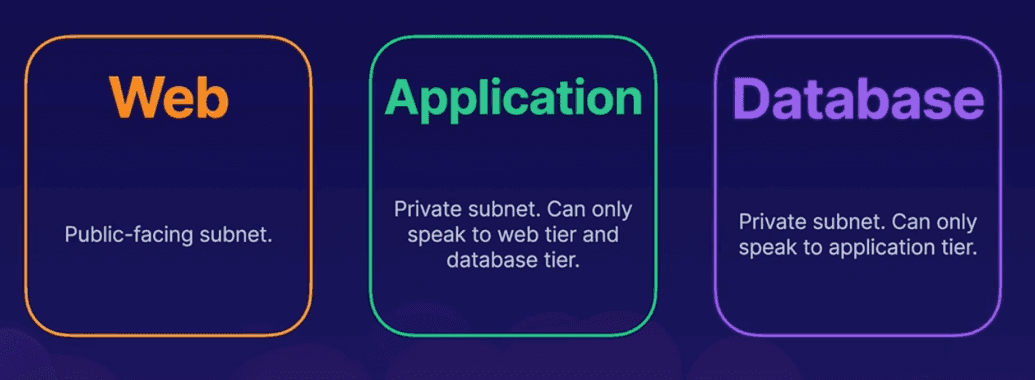 Web
Public-facing subnet.
Application
Private subnet. Can only
speak to web tier and
database tier.
Database
Private subnet. Can only
speak to application tier.